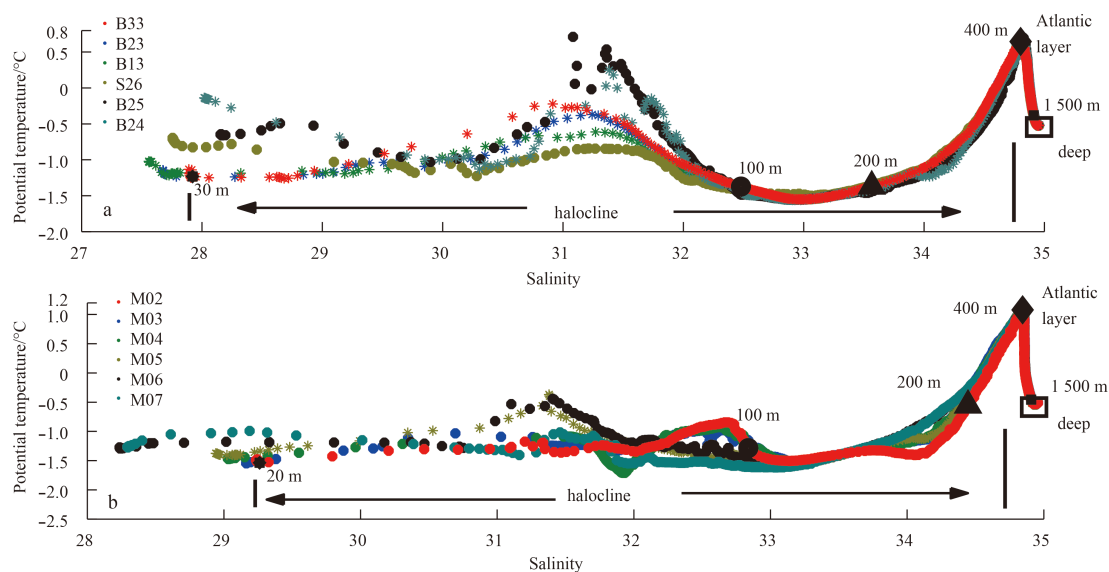 0.8
0.5
0
−0.5
−1.0
−1.5
−2.0
Potential temperature/°C
B33
B23
B13
S26
B25
B24
400 m
Atlantic
layer
1 500 m
deep
100 m
200 m
30 m
a
halocline
27
28
29
30
31
32
33
34
35
Salinity
1.2
0.5
0
−0.5
−1.0
−1.5
−2.0
−2.5
Potential temperature/°C
M02
M03
M04
M05
M06
M07
400 m
Atlantic
layer
200 m
1 500 m
deep
100 m
20 m
b
halocline
28
29
30
31
32
33
34
35
Salinity